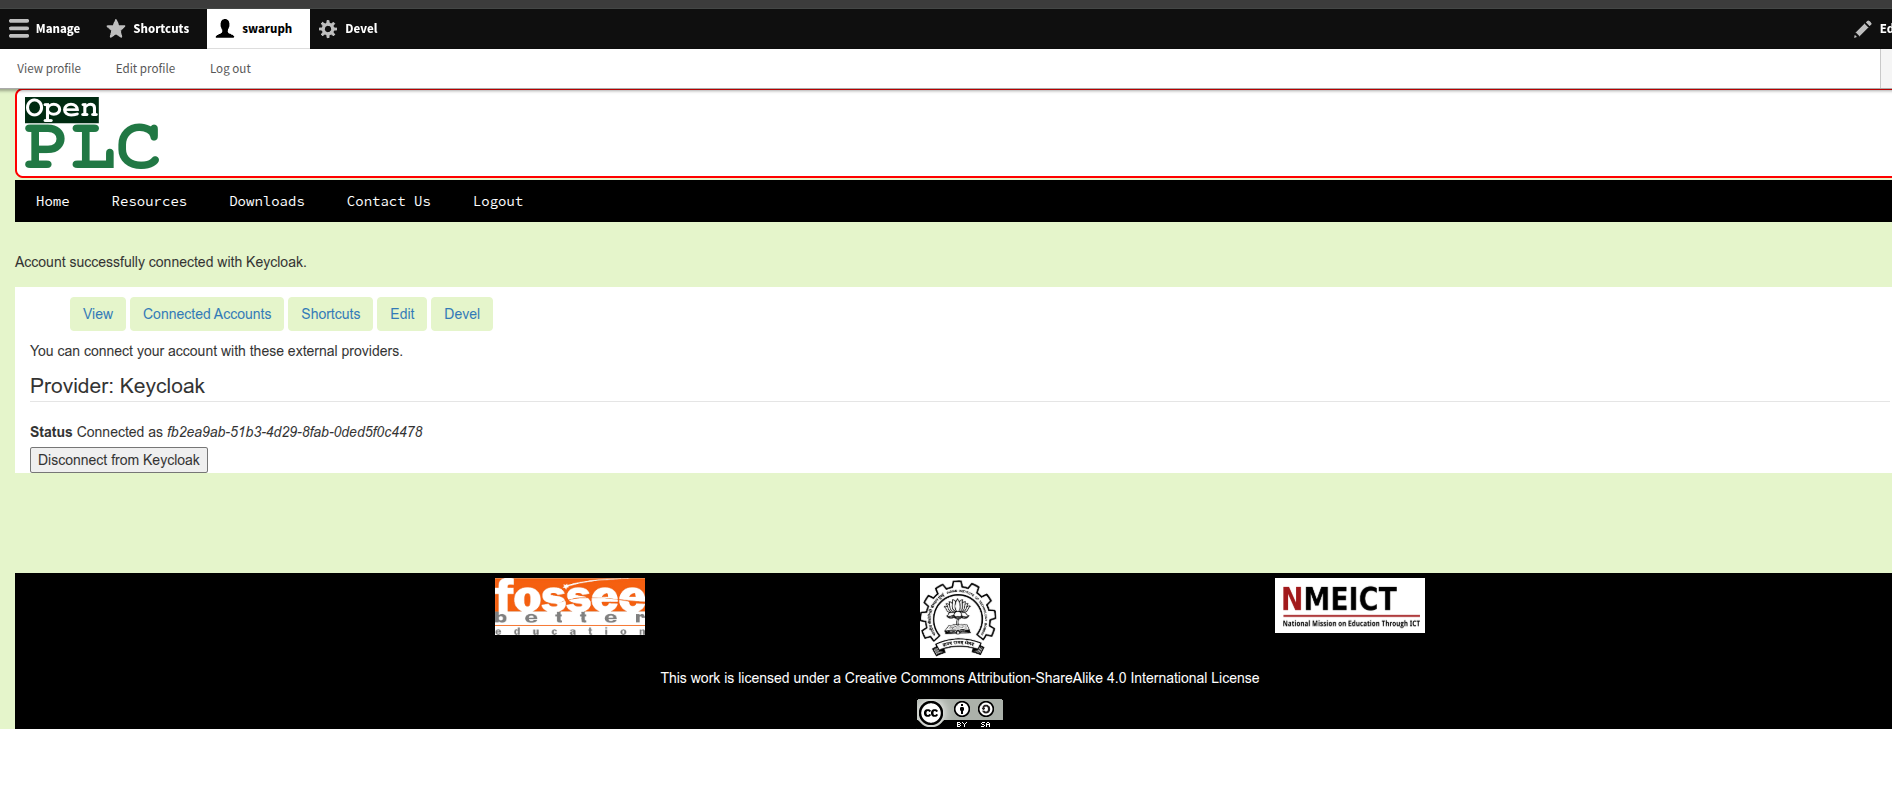 Manage Shortcuts swaruph Devel
View profile Edit profile Log out
Open
PLC
Home Resources Downloads Contact Us Logout
Account successfully connected with Keycloak.
View Connected Accounts Shortcuts Edit Devel
You can connect your account with these external providers.
Provider: Keycloak
Status Connected as fb2ea9ab-51b3-4d29-8fab-0ded5f0c4478
Disconnect from Keycloak
fossee
better
education
NMEICT
National Mission on Education Through ICT
This work is licensed under a Creative Commons Attribution-ShareAlike 4.0 International License
cc
BY SA